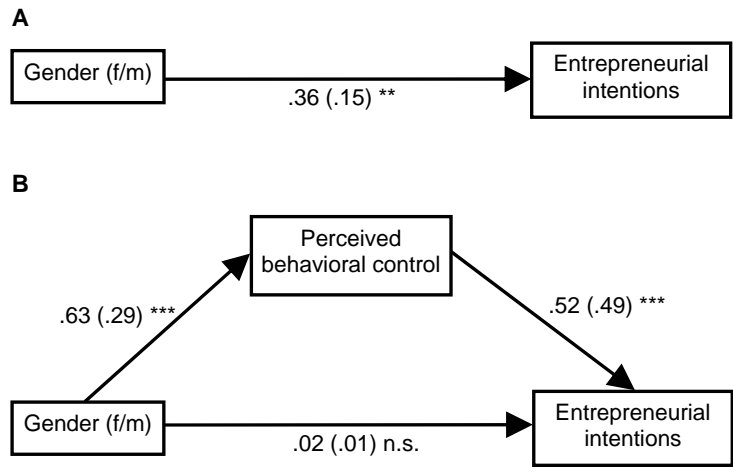 A
Gender (f/m)
Entrepreneurial
intentions
.36 (.15) **
B
Perceived
behavioral control
.63 (.29) ***
.52 (.49) ***
Gender (f/m)
Entrepreneurial
intentions
.02 (.01) n.s.